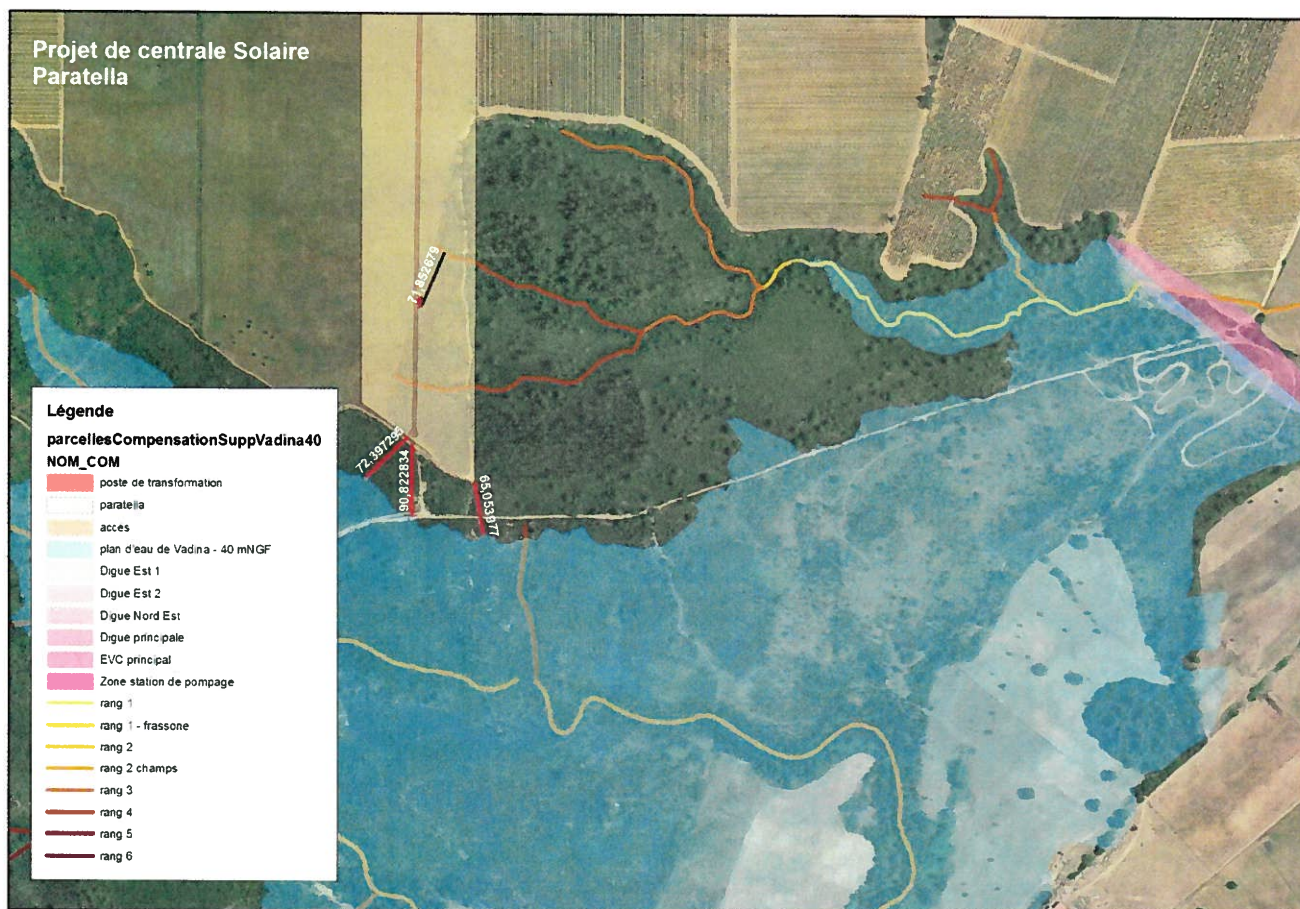 Projet de centrale Solaire
Paratella
71,852679
72,397295
90,822834
65,053877
Légende
parcellesCompensationSuppVadina40
NOM_COM
poste de transformation
paratella
acces
plan d'eau de Vadina - 40 mNGF
Digue Est 1
Digue Est 2
Digue Nord Est
Digue principale
EVC principal
Zone station de pompage
rang 1
rang 1 - frassone
rang 2
rang 2 champs
rang 3
rang 4
rang 5
rang 6